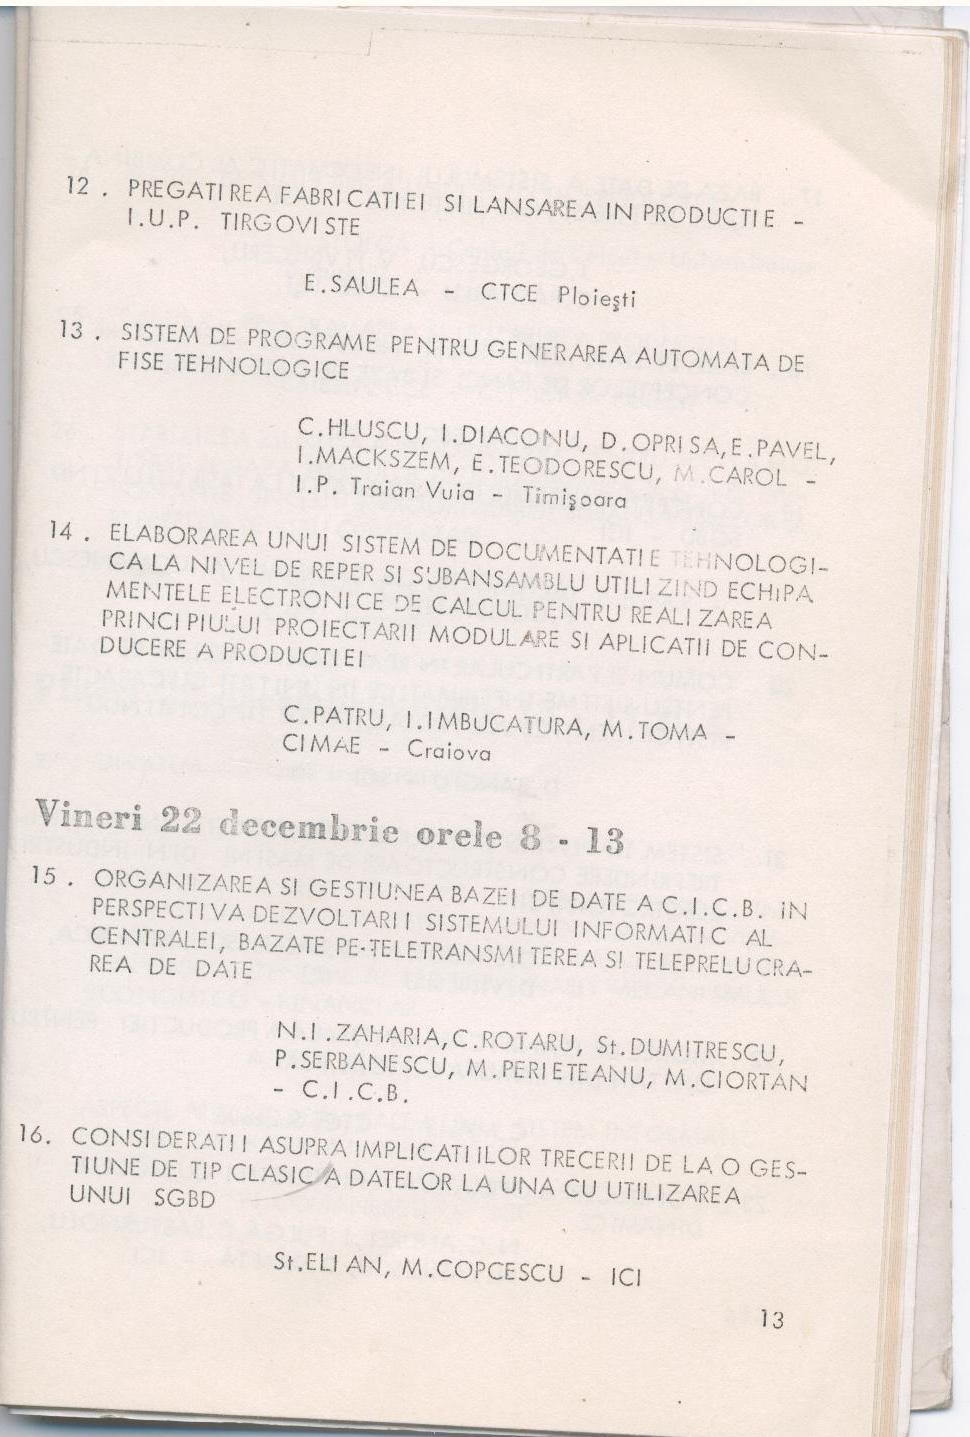 12 . PREGATIREA FABRICATIEI SI LANSAREA IN PRODUCTIE -
I.U.P. TIRGOVISTE
E.SAULEA - CTCE Ploieşti
13 . SISTEM DE PROGRAME PENTRU GENERAREA AUTOMATA DE
FISE TEHNOLOGICE
C.HLUSCU, I.DIACONU, D.OPRISA,E.PAVEL,
I.MACKSZEM, E.TEODORESCU, M.CAROL -
I.P. Traian Vuia - Timişoara
14 . ELABORAREA UNUI SISTEM DE DOCUMENTATIE TEHNOLOGI-
CA LA NIVEL DE REPER SI SUBANSAMBLU UTILIZIND ECHIPA
MENTELE ELECTRONICE DE CALCUL PENTRU REALIZAREA
PRINCIPIULUI PROIECTARII MODULARE SI APLICATII DE CON-
DUCERE A PRODUCTIEI
C.PATRU, I.IMBUCATURA, M.TOMA -
CIMAE - Craiova
Vineri 22 decembrie orele 8 - 13
15 . ORGANIZAREA SI GESTIUNEA BAZEI DE DATE A C.I.C.B. IN
PERSPECTIVA DEZVOLTARII SISTEMULUI INFORMATIC AL
CENTRALEI, BAZATE PE TELETRANSMITEREA SI TELEPRELUCRA-
REA DE DATE
N.I.ZAHARIA,C.ROTARU, St.DUMITRESCU,
P.SERBANESCU, M.PERIETEANU, M.CIORTAN
- C.I.C.B.
16. CONSIDERATII ASUPRA IMPLICATIILOR TRECERII DE LA O GES-
TIUNE DE TIP CLASIC A DATELOR LA UNA CU UTILIZAREA
UNUI SGBD
St.ELIAN, M.COPCESCU - ICI
13